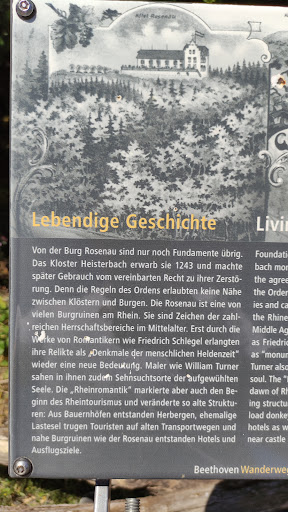 Hotel Rosenau
Lebendige Geschichte
Von der Burg Rosenau sind nur noch Fundamente übrig.
Das Kloster Heisterbach erwarb sie 1243 und machte
später Gebrauch vom vereinbarten Recht zu ihrer Zerstö-
rung. Denn die Regeln des Ordens erlaubten keine Nähe
zwischen Klöstern und Burgen. Die Rosenau ist eine von
vielen Burgruinen am Rhein. Sie sind Zeichen der zahl-
reichen Herrschaftsbereiche im Mittelalter. Erst durch die
Werke von Romantikern wie Friedrich Schlegel erlangten
ihre Relikte als „Denkmale der menschlichen Heldenzeit"
wieder eine neue Bedeutung. Maler wie William Turner
sahen in ihnen zudem Sehnsuchtsorte der aufgewühlten
Seele. Die „Rheinromantik" markierte aber auch den Be-
ginn des Rheintourismus und veränderte so alte Struktu-
ren: Aus Bauernhöfen entstanden Herbergen, ehemalige
Lastesel trugen Touristen auf alten Transportwegen und
nahe Burgruinen wie der Rosenau entstanden Hotels und
Ausflugsziele.
Livin
Foundatio
bach mon
the agree
the Order
ies and ca
the Rhine
Middle Ag
as Friedric
as "monu
Turner also
soul. The "
dawn of Rh
ing structu
load donke
hotels as w
near castle
Beethoven Wanderwe